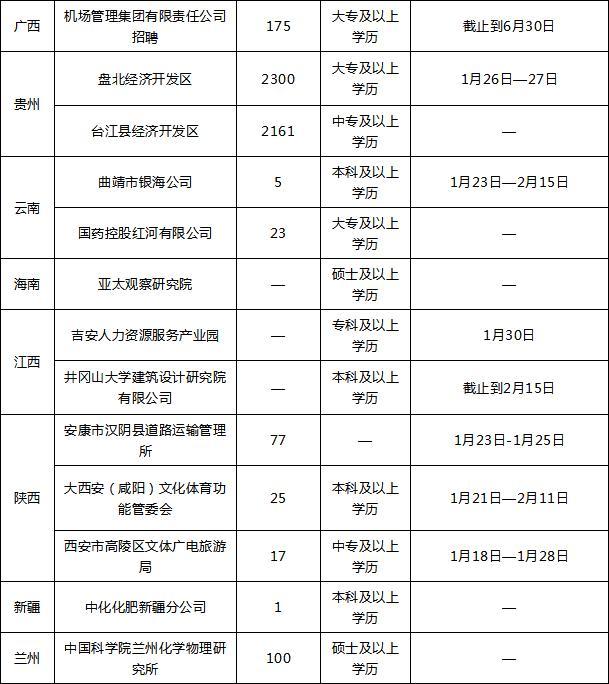 广西
机场管理集团有限责任公司
招聘
175
大专及以上
学历
截止到6月30日
贵州
盘北经济开发区
2300
大专及以上
学历
1月26日—27日
台江县经济开发区
2161
中专及以上
学历
—
云南
曲靖市银海公司
5
本科及以上
学历
1月23日—2月15日
国药控股红河有限公司
23
大专及以上
学历
—
海南
亚太观察研究院
—
硕士及以上
学历
—
江西
吉安人力资源服务产业园
—
专科及以上
学历
1月30日
井冈山大学建筑设计研究院
有限公司
—
本科及以上
学历
截止到2月15日
陕西
安康市汉阴县道路运输管理
所
77
—
1月23日-1月25日
大西安（咸阳）文化体育功
能管委会
25
本科及以上
学历
1月21日—2月11日
西安市高陵区文体广电旅游
局
17
中专及以上
学历
1月18日—1月28日
新疆
中化化肥新疆分公司
1
本科及以上
学历
—
兰州
中国科学院兰州化学物理研
究所
100
硕士及以上
学历
—